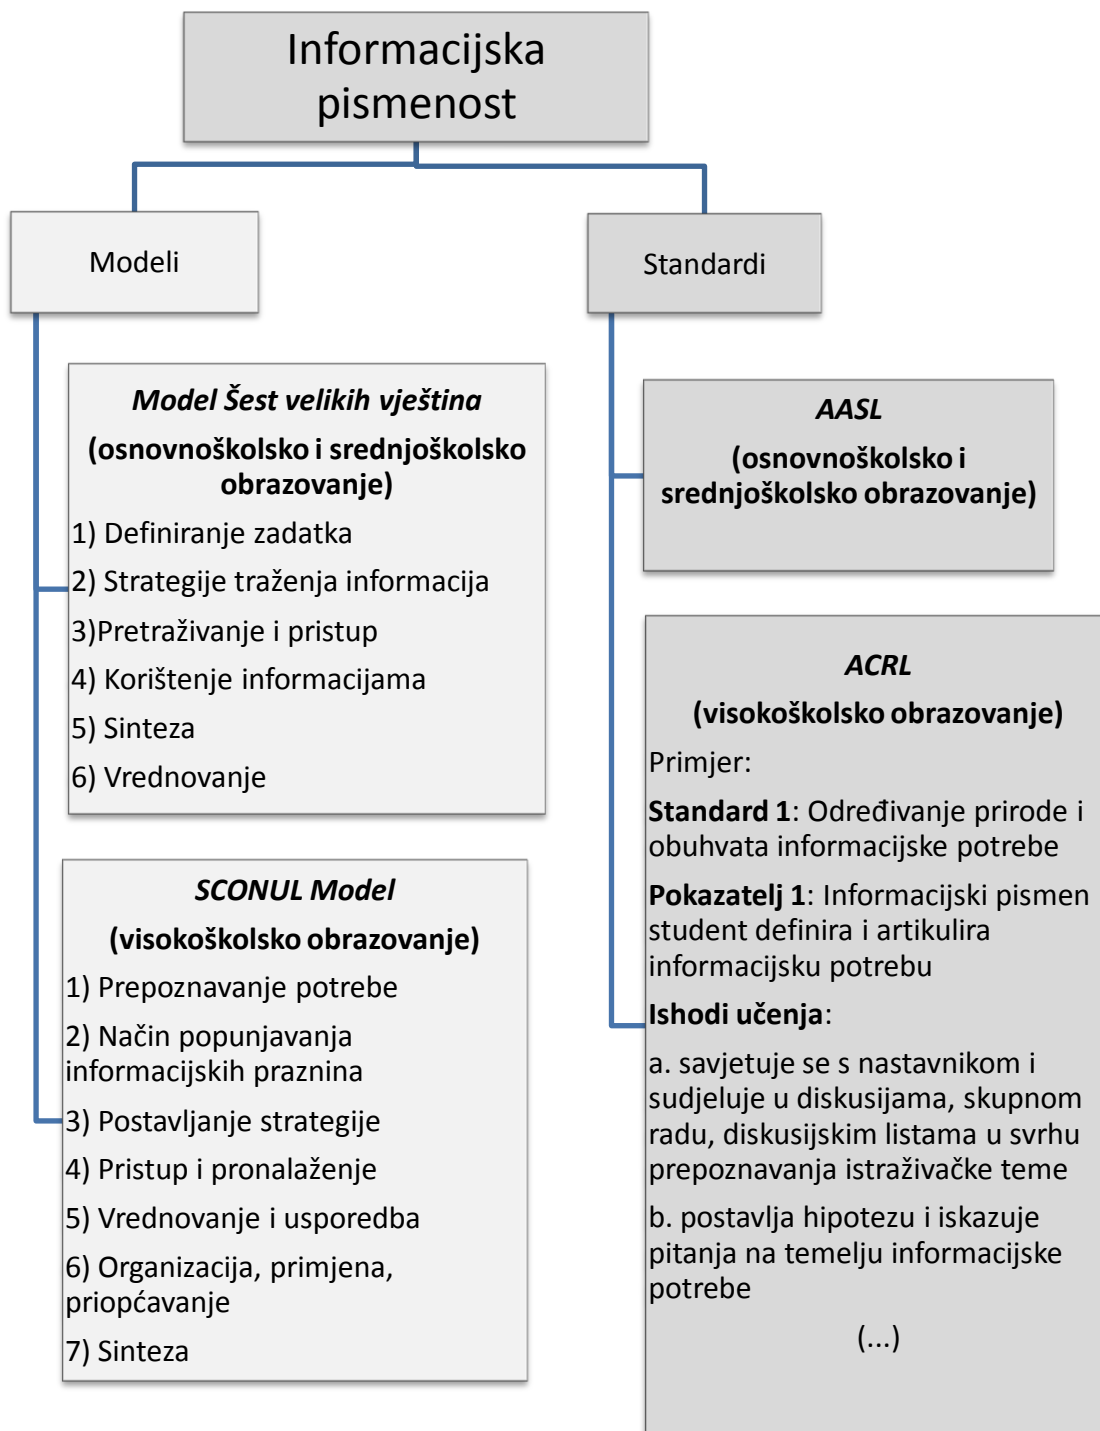 Informacijska
pismenost
Modeli
Standardi
Model Šest velikih vještina
(osnovnoškolsko i srednjoškolsko
obrazovanje)
1) Definiranje zadatka
2) Strategije traženja informacija
3)Pretraživanje i pristup
4) Korištenje informacijama
5) Sinteza
6) Vrednovanje
SCONUL Model
(visokoškolsko obrazovanje)
1) Prepoznavanje potrebe
2) Način popunjavanja
informacijskih praznina
3) Postavljanje strategije
4) Pristup i pronalaženje
5) Vrednovanje i usporedba
6) Organizacija, primjena,
priopćavanje
7) Sinteza
AASL
(osnovnoškolsko i
srednjoškolsko obrazovanje)
ACRL
(visokoškolsko obrazovanje)
Primjer:
Standard 1: Određivanje prirode i
obuhvata informacijske potrebe
Pokazatelj 1: Informacijski pismen
student definira i artikulira
informacijsku potrebu
Ishodi učenja:
a. savjetuje se s nastavnikom i
sudjeluje u diskusijama, skupnom
radu, diskusijskim listama u svrhu
prepoznavanja istraživačke teme
b. postavlja hipotezu i iskazuje
pitanja na temelju informacijske
potrebe
(...)